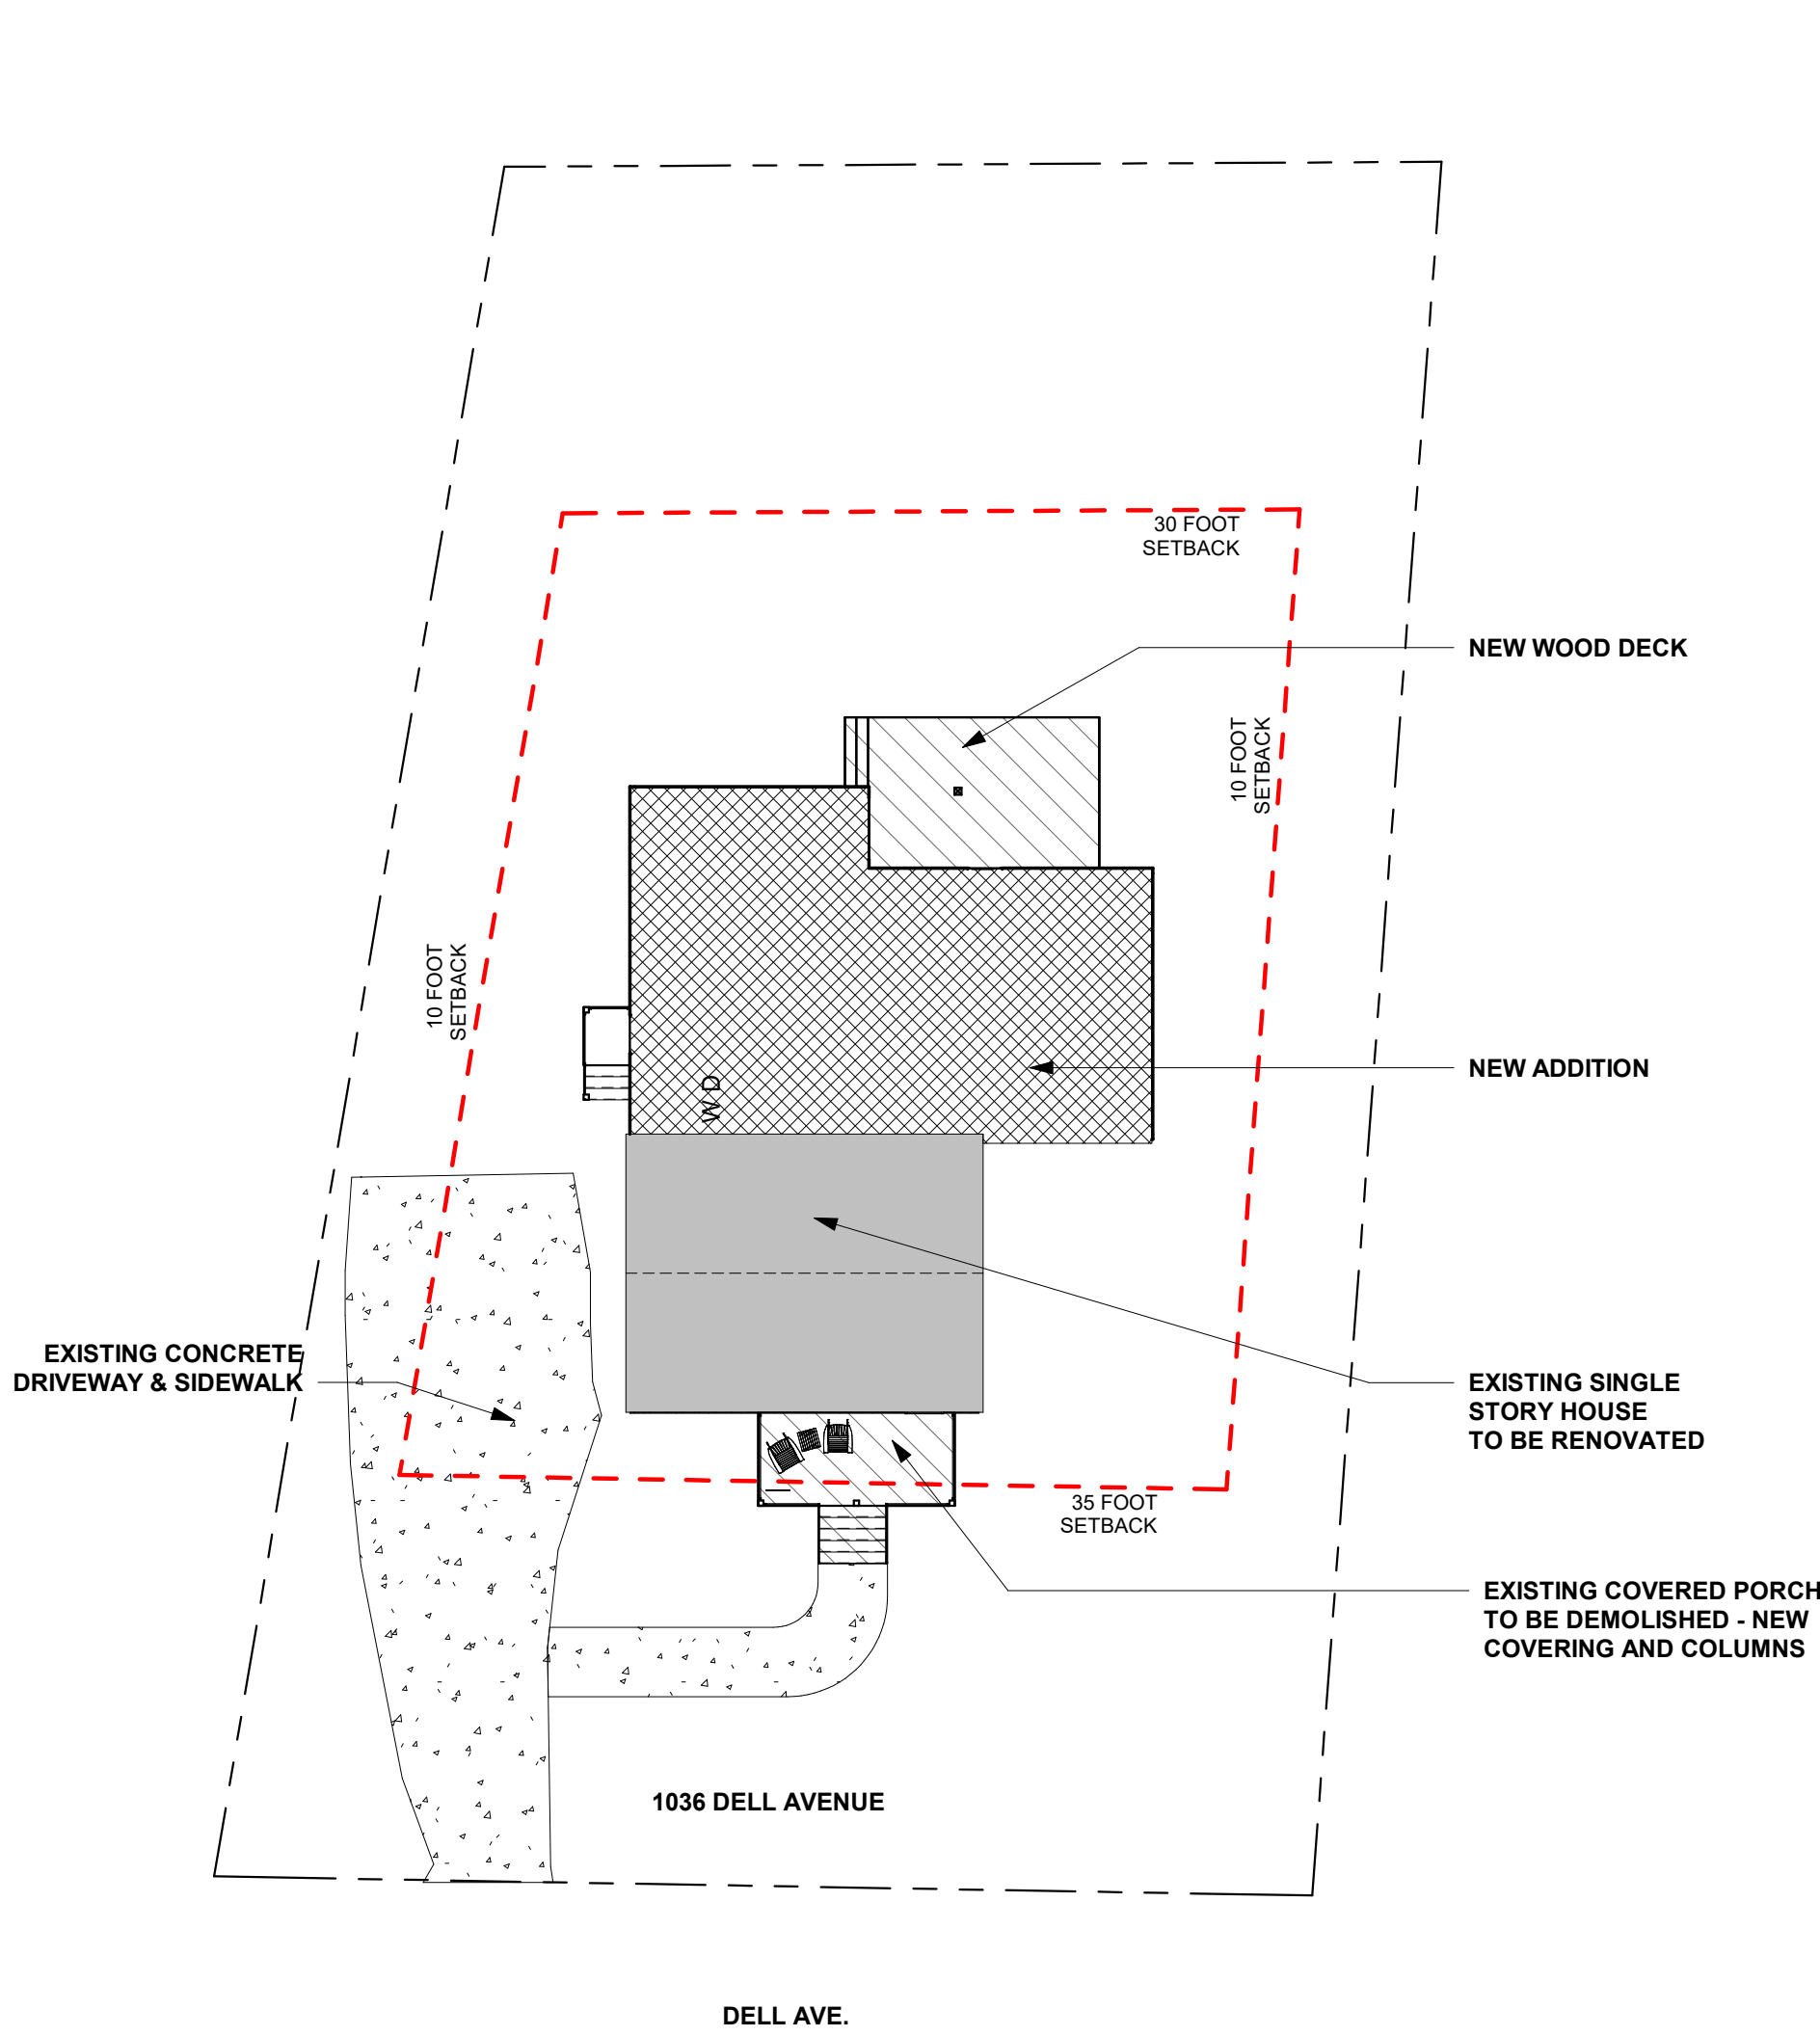 30 FOOT
SETBACK
NEW WOOD DECK
10 FOOT
SETBACK
10 FOOT
SETBACK
NEW ADDITION
W D
EXISTING CONCRETE
DRIVEWAY & SIDEWALK
EXISTING SINGLE
STORY HOUSE
TO BE RENOVATED
35 FOOT
SETBACK
EXISTING COVERED PORCH
TO BE DEMOLISHED - NEW
COVERING AND COLUMNS
1036 DELL AVENUE
DELL AVE.